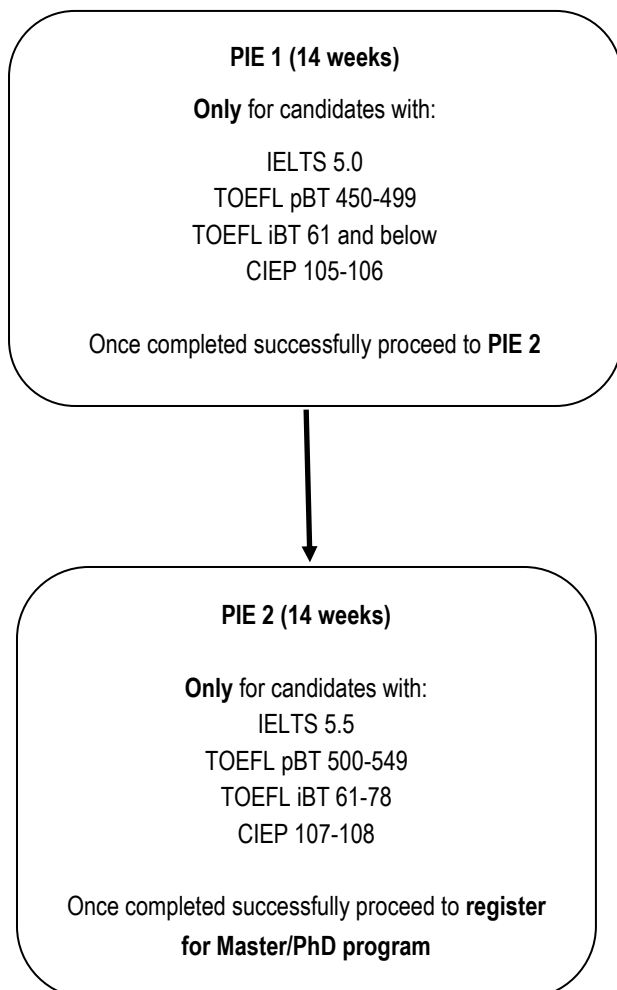 PIE 1 (14 weeks)
Only for candidates with:
IELTS 5.0
TOEFL pBT 450-499
TOEFL iBT 61 and below
CIEP 105-106
Once completed successfully proceed to PIE 2
PIE 2 (14 weeks)
Only for candidates with:
IELTS 5.5
TOEFL pBT 500-549
TOEFL iBT 61-78
CIEP 107-108
Once completed successfully proceed to register
for Master/PhD program